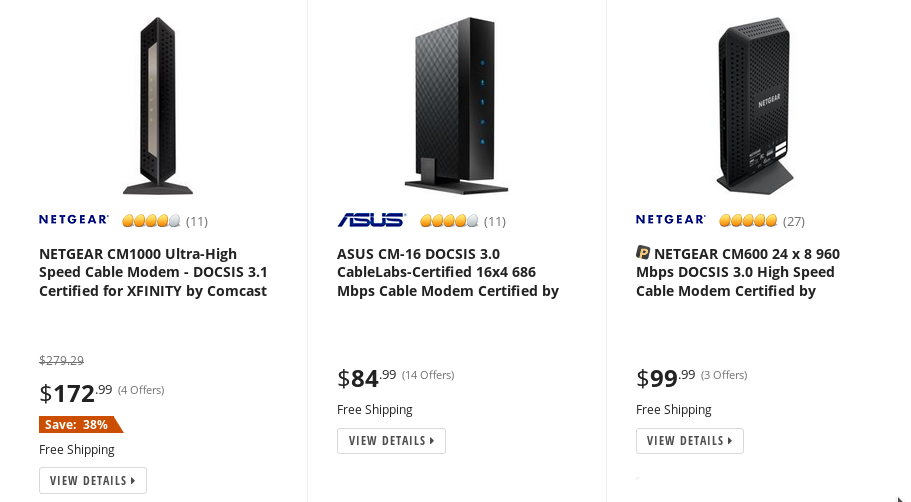 NETGEAR
NETGEAR (11)
NETGEAR CM1000 Ultra-High
Speed Cable Modem - DOCSIS 3.1
Certified for XFINITY by Comcast
$279.29
$172.99 (4 Offers)
Save: 38%
Free Shipping
VIEW DETAILS
ASUS (11)
ASUS CM-16 DOCSIS 3.0
CableLabs-Certified 16x4 686
Mbps Cable Modem Certified by
$84.99 (14 Offers)
Free Shipping
VIEW DETAILS
NETGEAR (27)
P NETGEAR CM600 24 x 8 960
Mbps DOCSIS 3.0 High Speed
Cable Modem Certified by
$99.99 (3 Offers)
Free Shipping
VIEW DETAILS